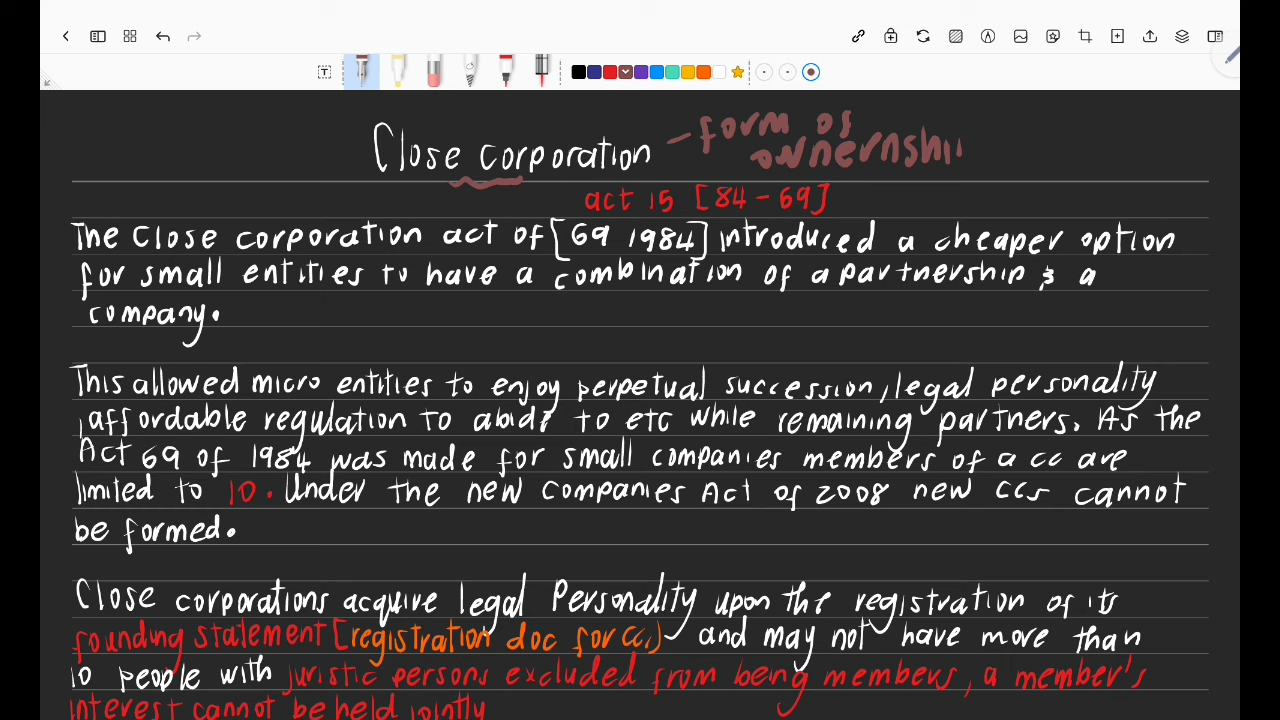 Close corporation - form of
ownernshi
act 15 [84-69]
The Close corporation act of [69 1984] introduced a cheaper option
for small entities to have a combination of a partnership & a
company.
This allowed micro entities to enjoy perpetual succession, legal personality
, affordable regulation to abide to etc while remaining partners. As the
Act 69 of 1984 was made for small companies members of a cc are
limited to 10. Under the new Companies Act of 2008 new CCs cannot
be formed.
Close corporations acquire legal Personality upon the registration of its
founding statement [registration doc for CC,) and may not have more than
10 people with juristic persons excluded from being members, a member's
interest cannot be held jointly